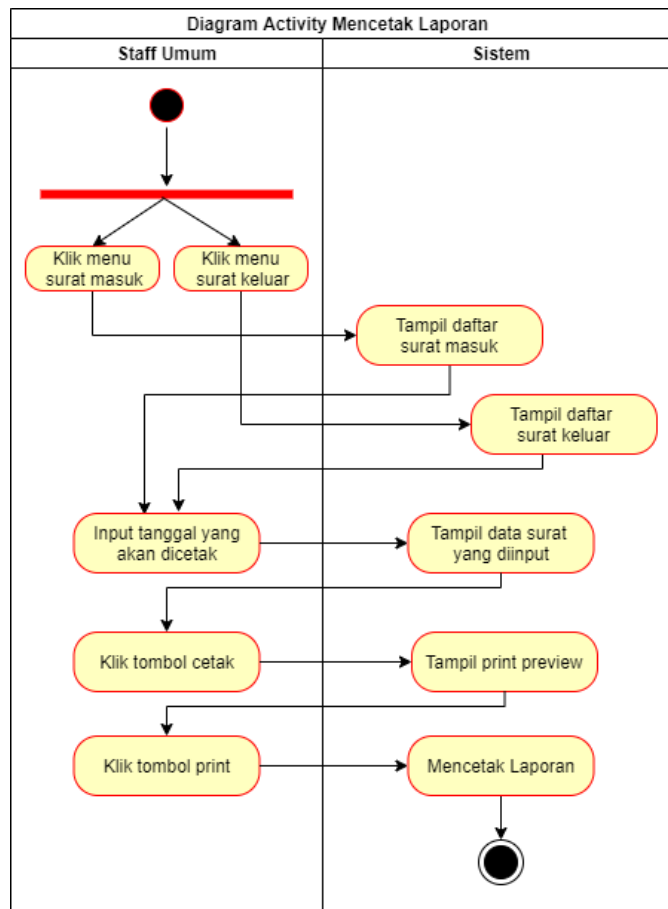 Diagram Activity Mencetak Laporan
Staff Umum
Sistem
Klik menu
surat masuk
Klik menu
surat keluar
Tampil daftar
surat masuk
Tampil daftar
surat keluar
Input tanggal yang
akan dicetak
Tampil data surat
yang diinput
Klik tombol cetak
Tampil print preview
Klik tombol print
Mencetak Laporan